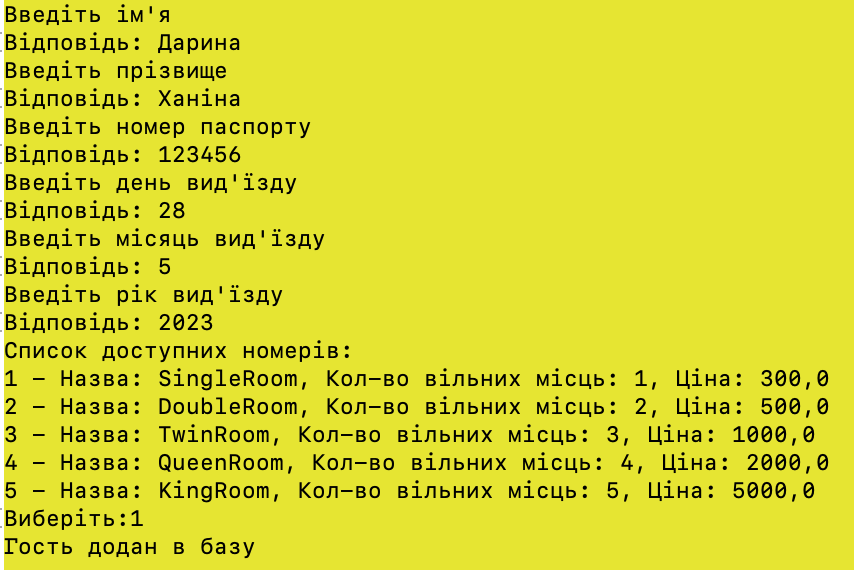 Введіть ім'я
Відповідь: Дарина
Введіть прізвище
Відповідь: Ханіна
Введіть номер паспорту
Відповідь: 123456
Введіть день вид'їзду
Відповідь: 28
Введіть місяць вид'їзду
Відповідь: 5
Введіть рік вид'їзду
Відповідь: 2023
Список доступних номерів:
1 – Назва: SingleRoom, Кол–во вільних місць: 1, Ціна: 300,0
2 – Назва: DoubleRoom, Кол–во вільних місць: 2, Ціна: 500,0
3 – Назва: TwinRoom, Кол–во вільних місць: 3, Ціна: 1000,0
4 – Назва: QueenRoom, Кол–во вільних місць: 4, Ціна: 2000,0
5 – Назва: KingRoom, Кол–во вільних місць: 5, Ціна: 5000,0
Виберіть:1
Гость додан в базу